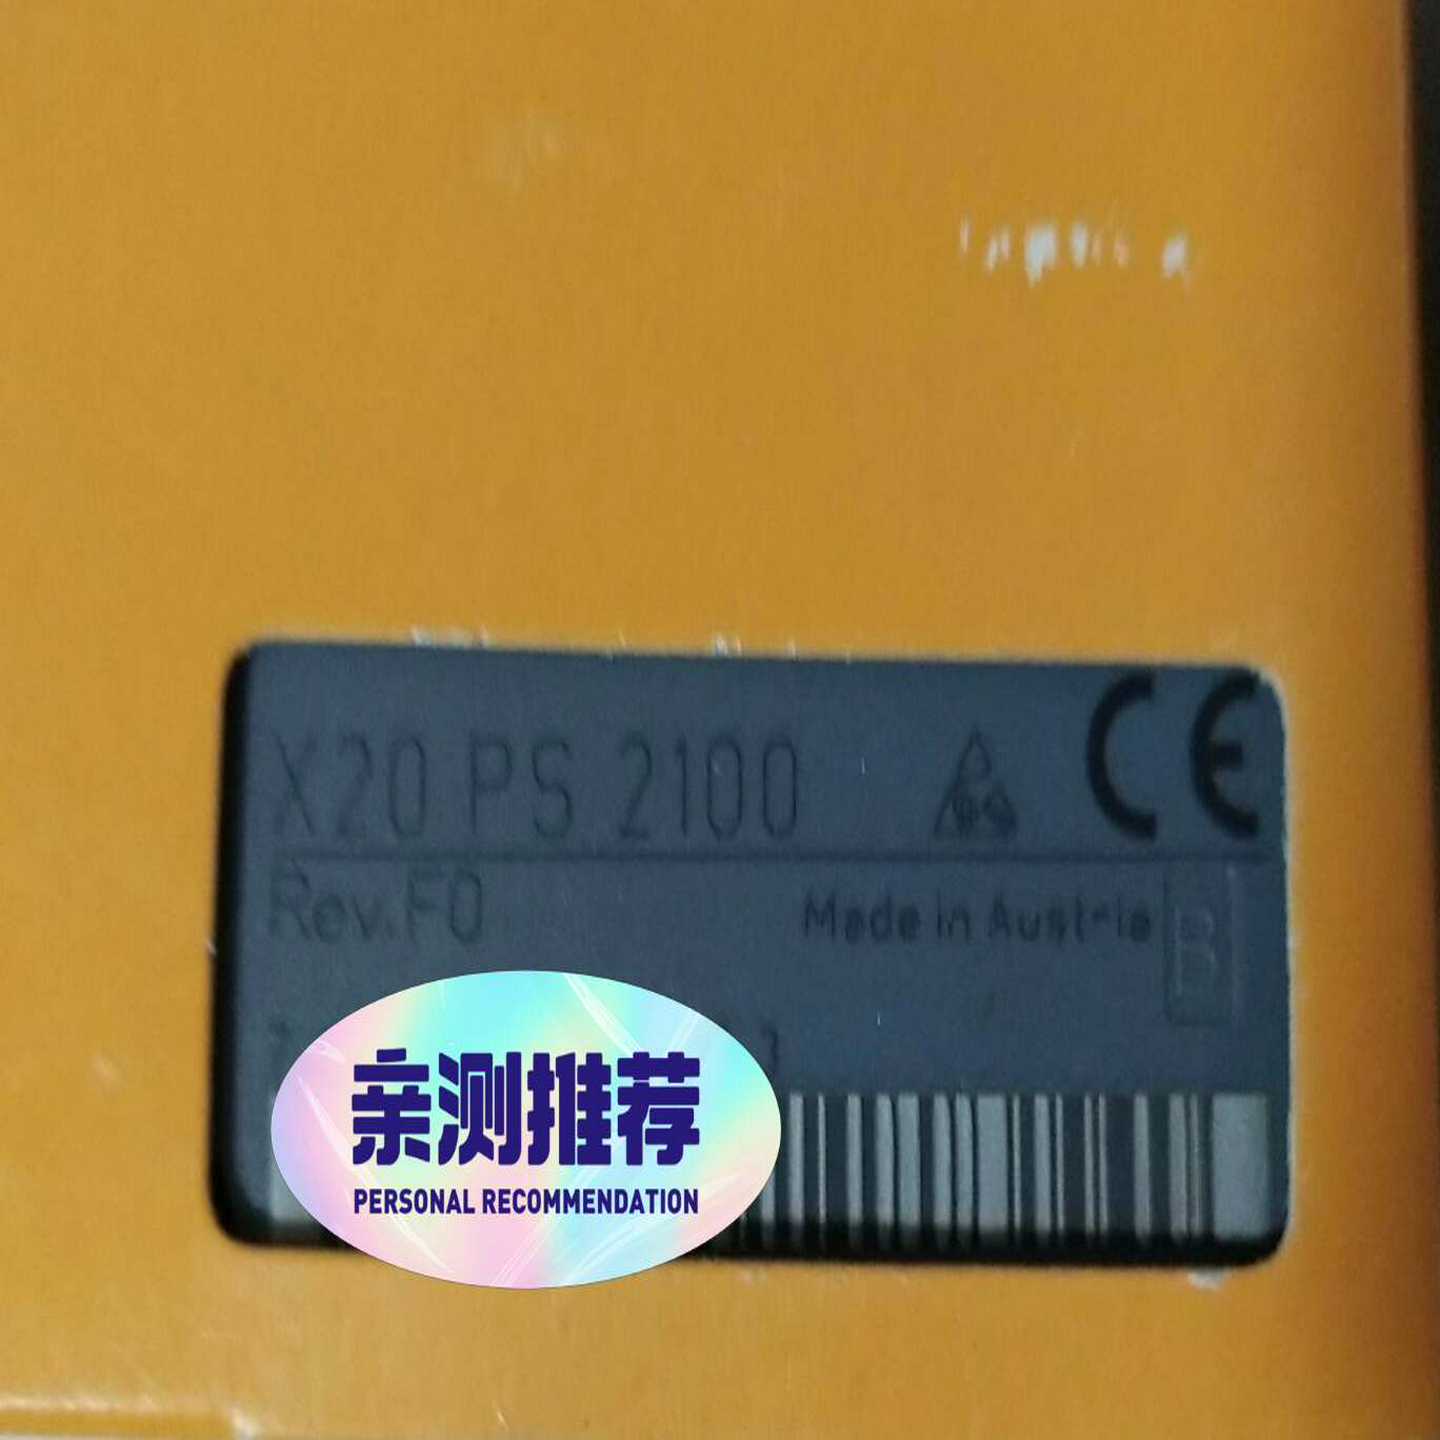 X20 PS 2100 CE
Rev.F0 Made in Austria B
亲测推荐
PERSONAL RECOMMENDATION